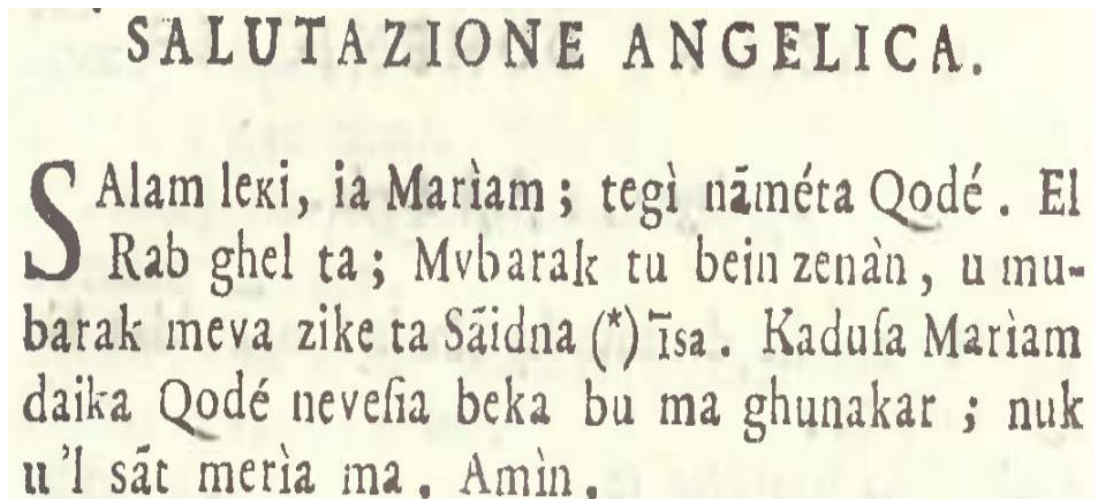 SALUTAZIONE ANGELICA.
SAlam leki, ia Marìam ; tegì nāméta Qodé . El
Rab ghel ta ; Mvbarak tu bein zenàn, u mu-
barak meva zike ta Sāidna (*) īsa . Kaduſa Marìam
daika Qodé neveſia beka bu ma ghunakar ; nuk
u 'l sāt merìa ma . Amìn .